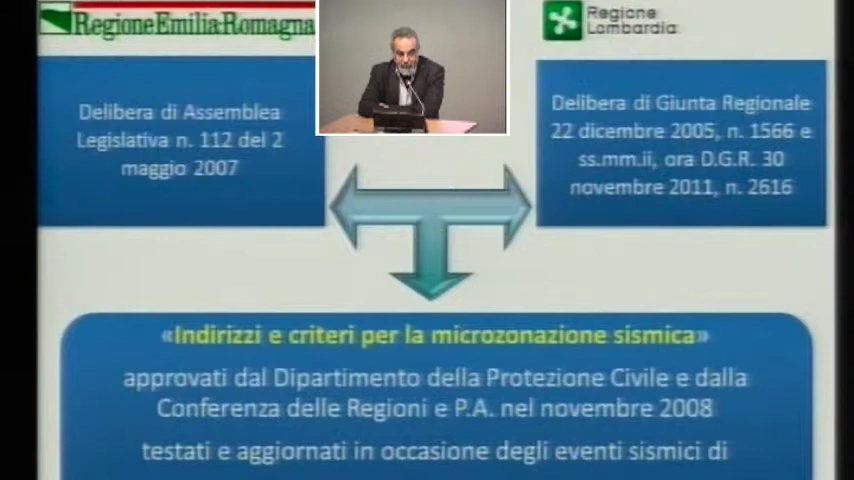 RegioneEmilia-Romagna
Regione
Lombardia
Delibera di Assemblea
Legislativa n. 112 del 2
maggio 2007
Delibera di Giunta Regionale
22 dicembre 2005, n. 1566 e
ss.mm.ii, ora D.G.R. 30
novembre 2011, n. 2616
«Indirizzi e criteri per la microzonazione sismica»
approvati dal Dipartimento della Protezione Civile e dalla
Conferenza delle Regioni e P.A. nel novembre 2008
testati e aggiornati in occasione degli eventi sismici di